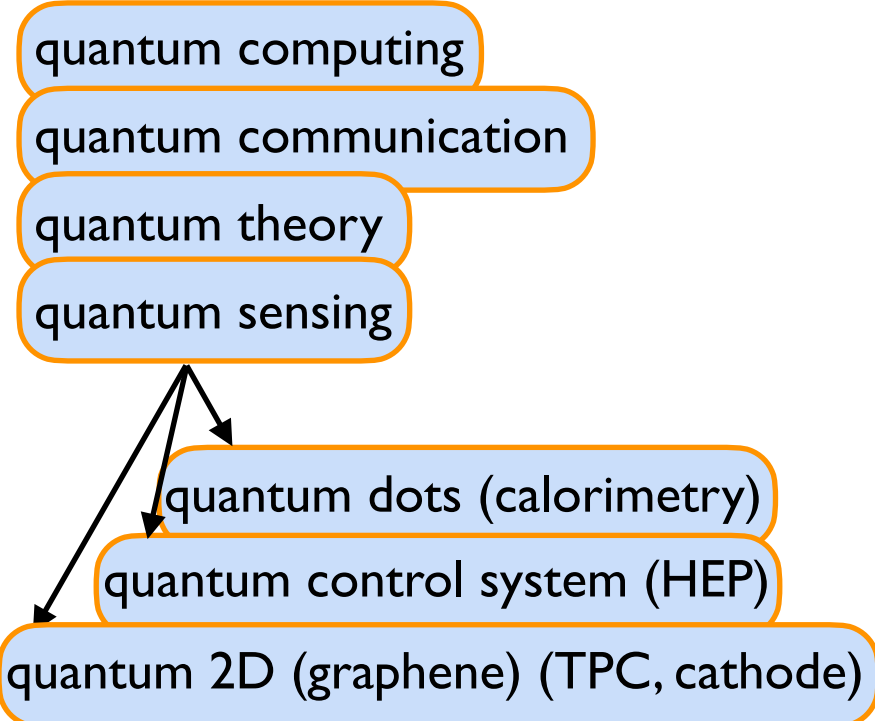 quantum computing
quantum communication
quantum theory
quantum sensing
quantum dots (calorimetry)
quantum control system (HEP)
quantum 2D (graphene) (TPC, cathode)